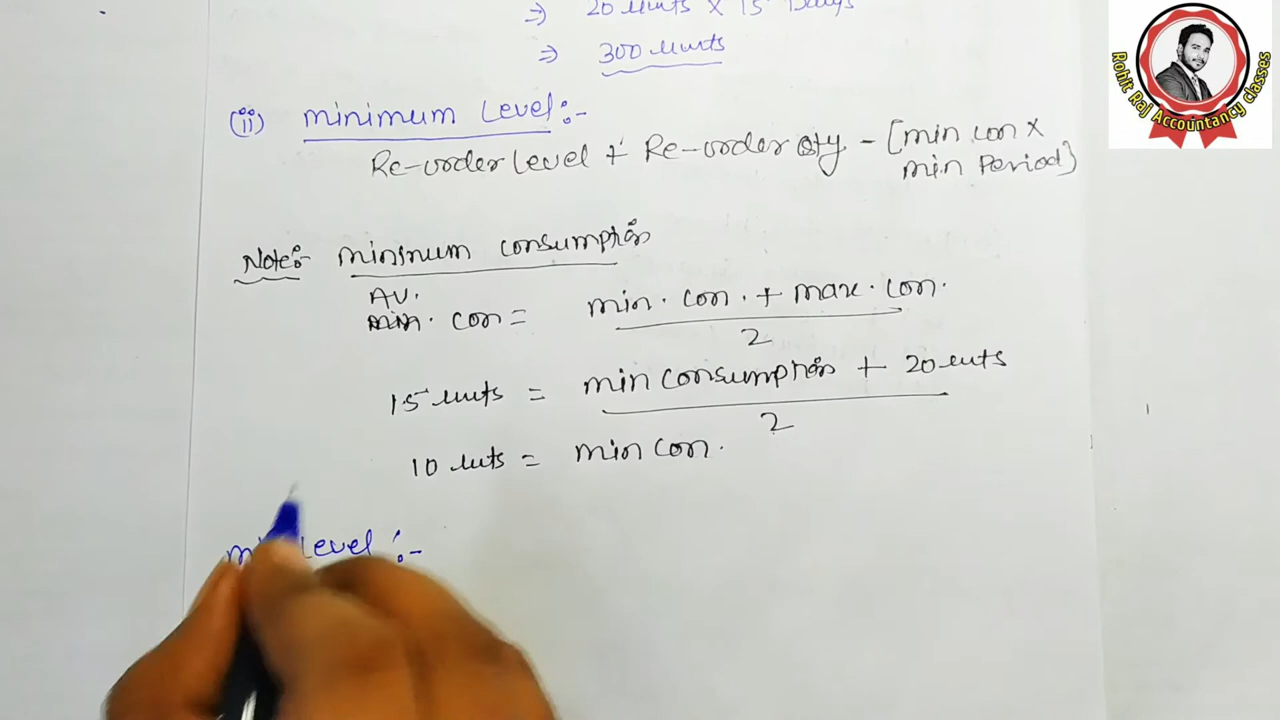 ⇒ 20 units × 15 Days
⇒ 300 units
(ii) minimum Level:-
Re-order Level + Re-order Qty - [min con ×
min Period]
Note:- minimum consumption
Av.
min. con = min. con. + max. con.
2
15 units = min consumption + 20 units
2
10 units = min con.
Level :-
Rohit Raj Accountancy classes